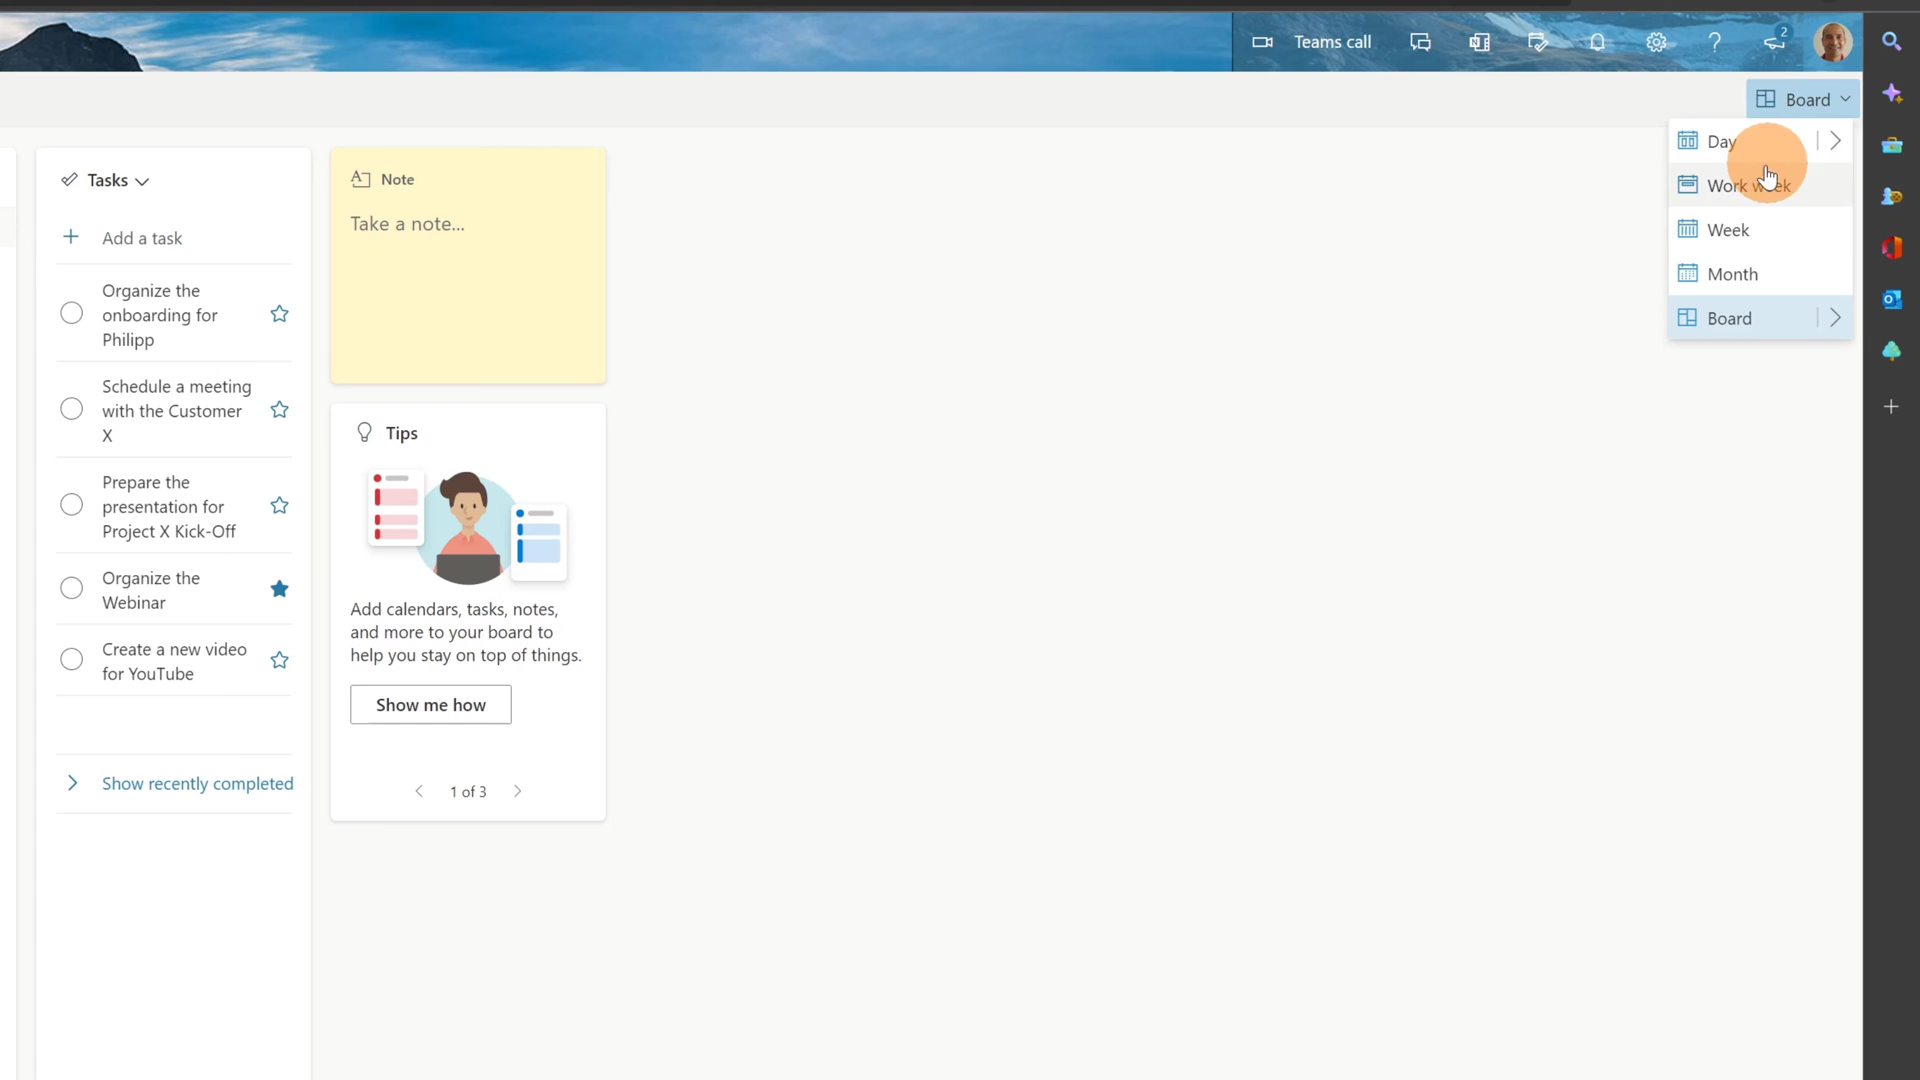 Teams call
2
Board
Day
Work week
Week
Month
Board
Tasks
Add a task
Organize the
onboarding for
Philipp
Schedule a meeting
with the Customer
X
Prepare the
presentation for
Project X Kick-Off
Organize the
Webinar
Create a new video
for YouTube
Show recently completed
Note
Take a note...
Tips
Add calendars, tasks, notes,
and more to your board to
help you stay on top of things.
Show me how
1 of 3